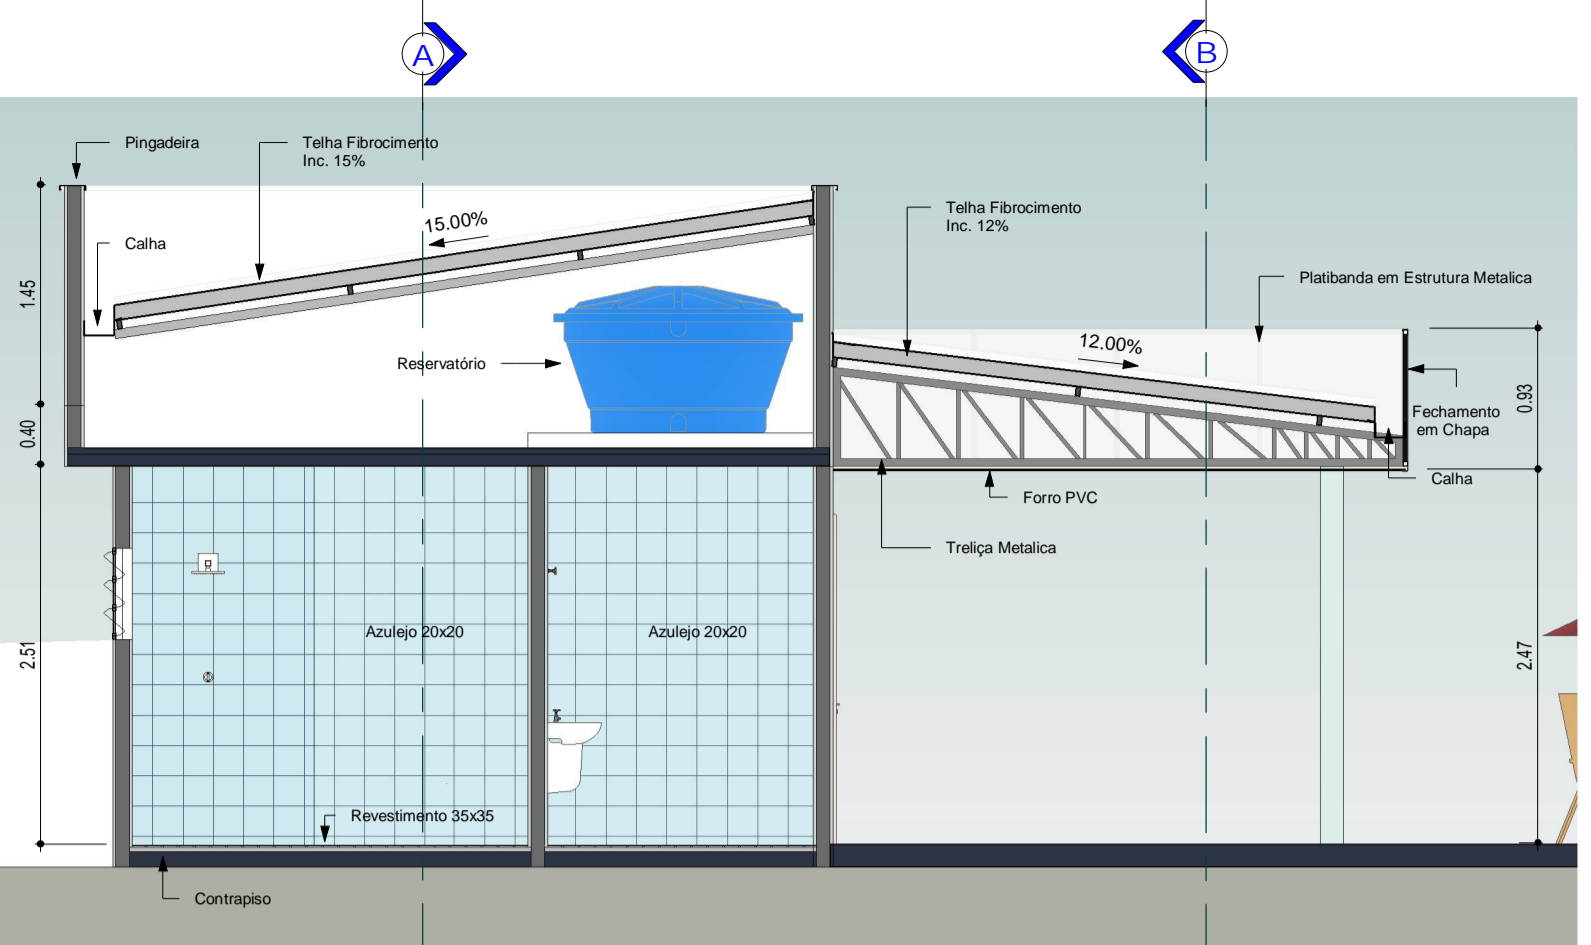 A
B
Pingadeira
Telha Fibrocimento
Inc. 15%
15.00%
Calha
Telha Fibrocimento
Inc. 12%
Platibanda em Estrutura Metalica
1.45
12.00%
Reservatório
0.93
Fechamento
em Chapa
0.40
Calha
Forro PVC
Treliça Metalica
Azulejo 20x20
Azulejo 20x20
2.51
2.47
Revestimento 35x35
Contrapiso